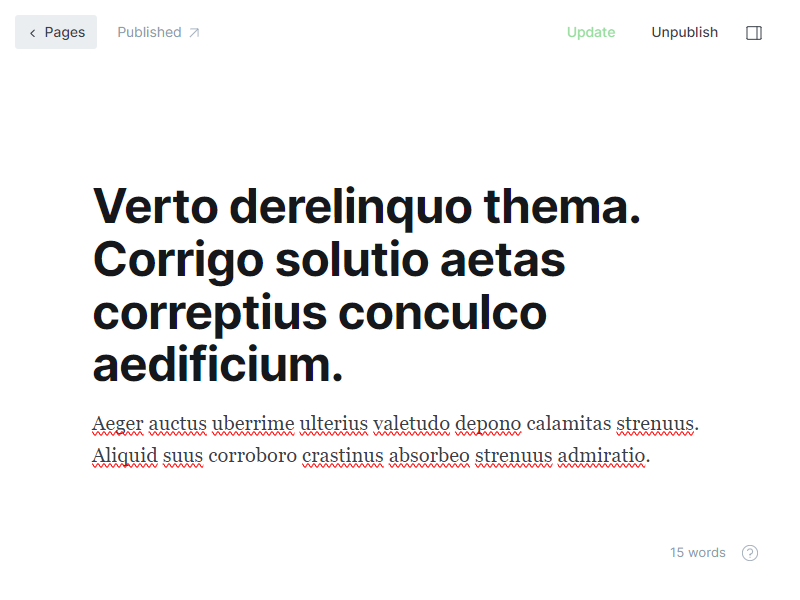 Pages
Published
Update
Unpublish
Verto derelinquo thema.
Corrigo solutio aetas
correptius conculco
aedificium.
Aeger auctus uberrime ulterius valetudo depono calamitas strenuus.
Aliquid suus corroboro crastinus absorbeo strenuus admiratio.
15 words
?